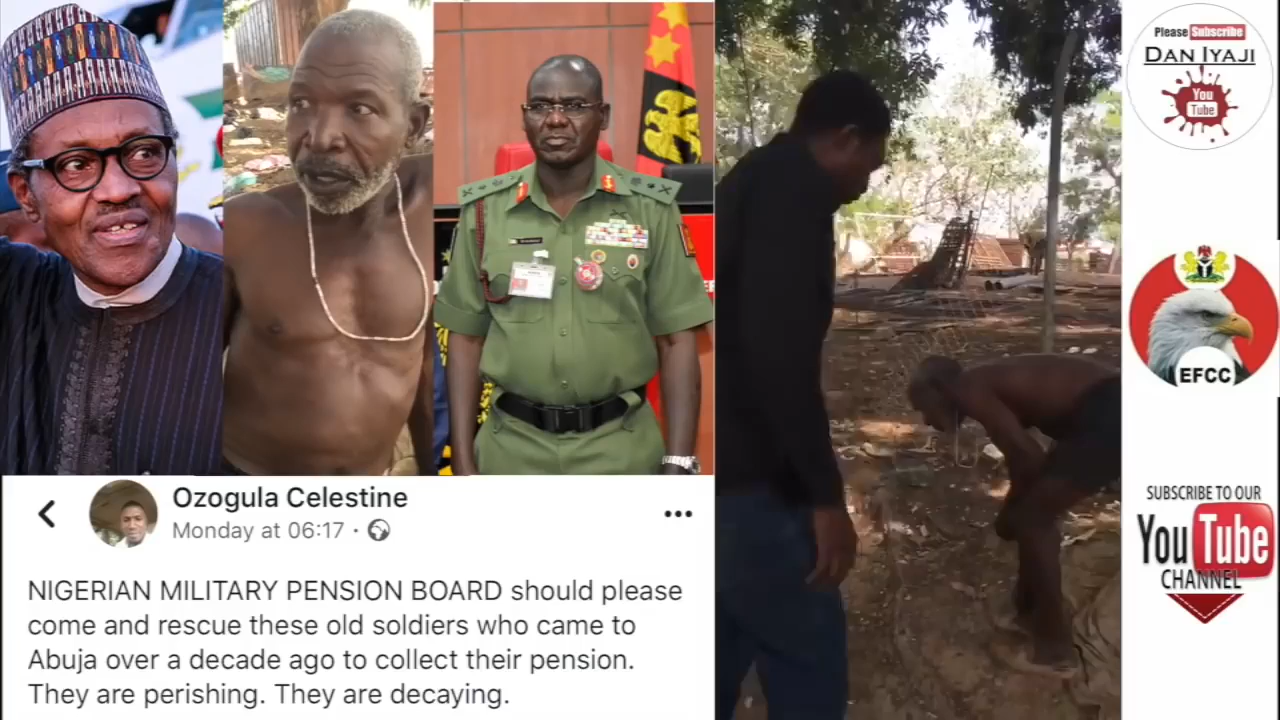 Ozogula Celestine
Monday at 06:17 ·
NIGERIAN MILITARY PENSION BOARD should please
come and rescue these old soldiers who came to
Abuja over a decade ago to collect their pension.
They are perishing. They are decaying.
Please Subscribe
DAN IYAJI
You
Tube
EFCC
SUBSCRIBE TO OUR
YouTube
CHANNEL